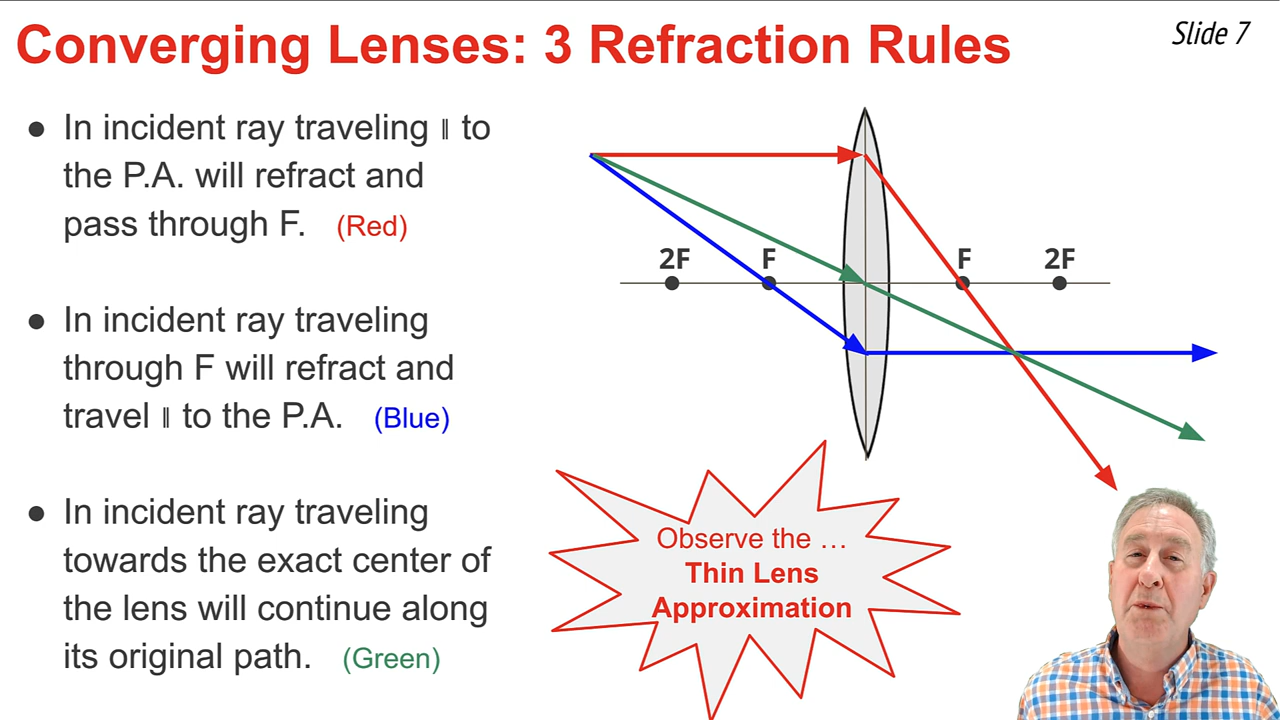 Converging Lenses: 3 Refraction Rules
Slide 7
● In incident ray traveling ∥ to
the P.A. will refract and
pass through F. (Red)
● In incident ray traveling
through F will refract and
travel ∥ to the P.A. (Blue)
● In incident ray traveling
towards the exact center of
the lens will continue along
its original path. (Green)
2F F F 2F
Observe the …
Thin Lens
Approximation